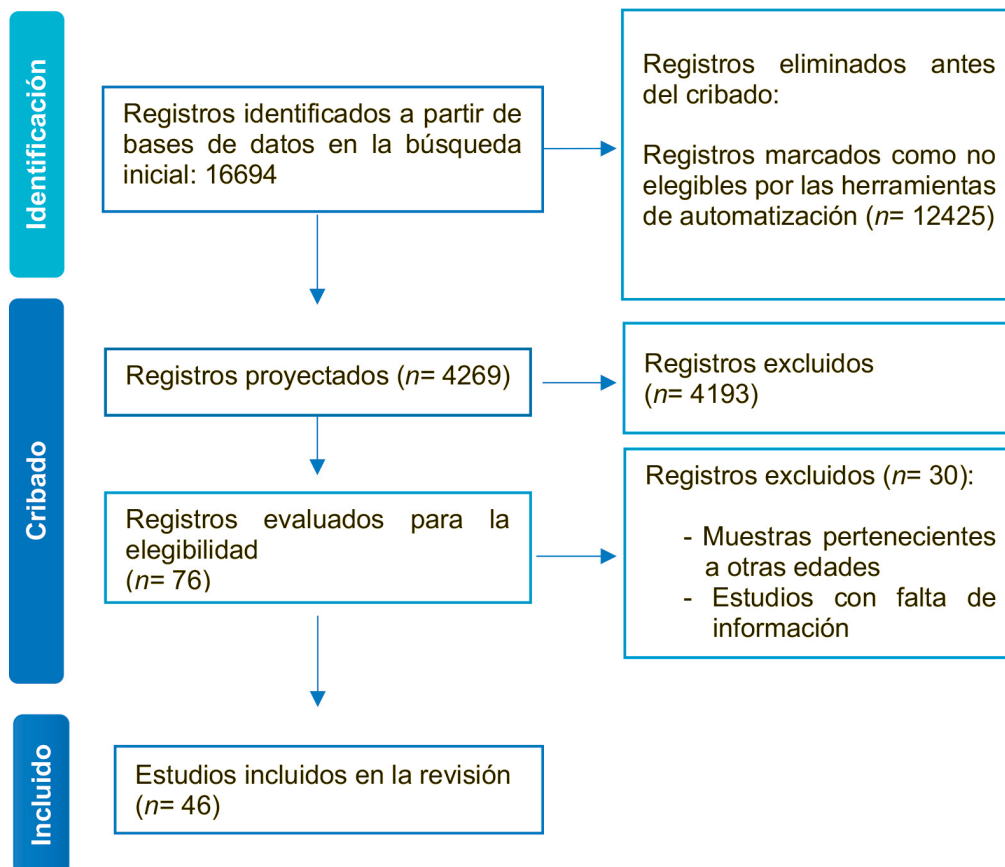 Identificación
Registros identificados a partir de
bases de datos en la búsqueda
inicial: 16694
Registros eliminados antes
del cribado:
Registros marcados como no
elegibles por las herramientas
de automatización (n= 12425)
Cribado
Registros proyectados (n= 4269)
Registros excluidos
(n= 4193)
Registros evaluados para la
elegibilidad
(n= 76)
Registros excluidos (n= 30):
- Muestras pertenecientes
a otras edades
- Estudios con falta de
información
Incluido
Estudios incluidos en la revisión
(n= 46)